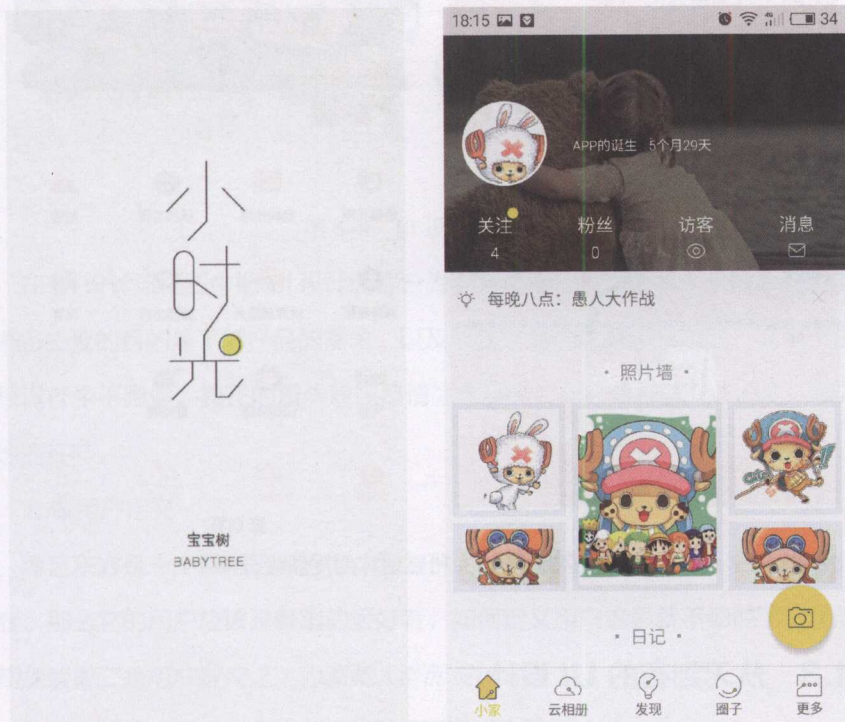 小时光
宝宝树
BABYTREE
18:15
4G
34
APP的诞生 5个月29天
关注 粉丝 访客 消息
4 0
每晚八点：愚人大作战
· 照片墙 ·
· 日记 ·
小家 云相册 发现 圈子 更多